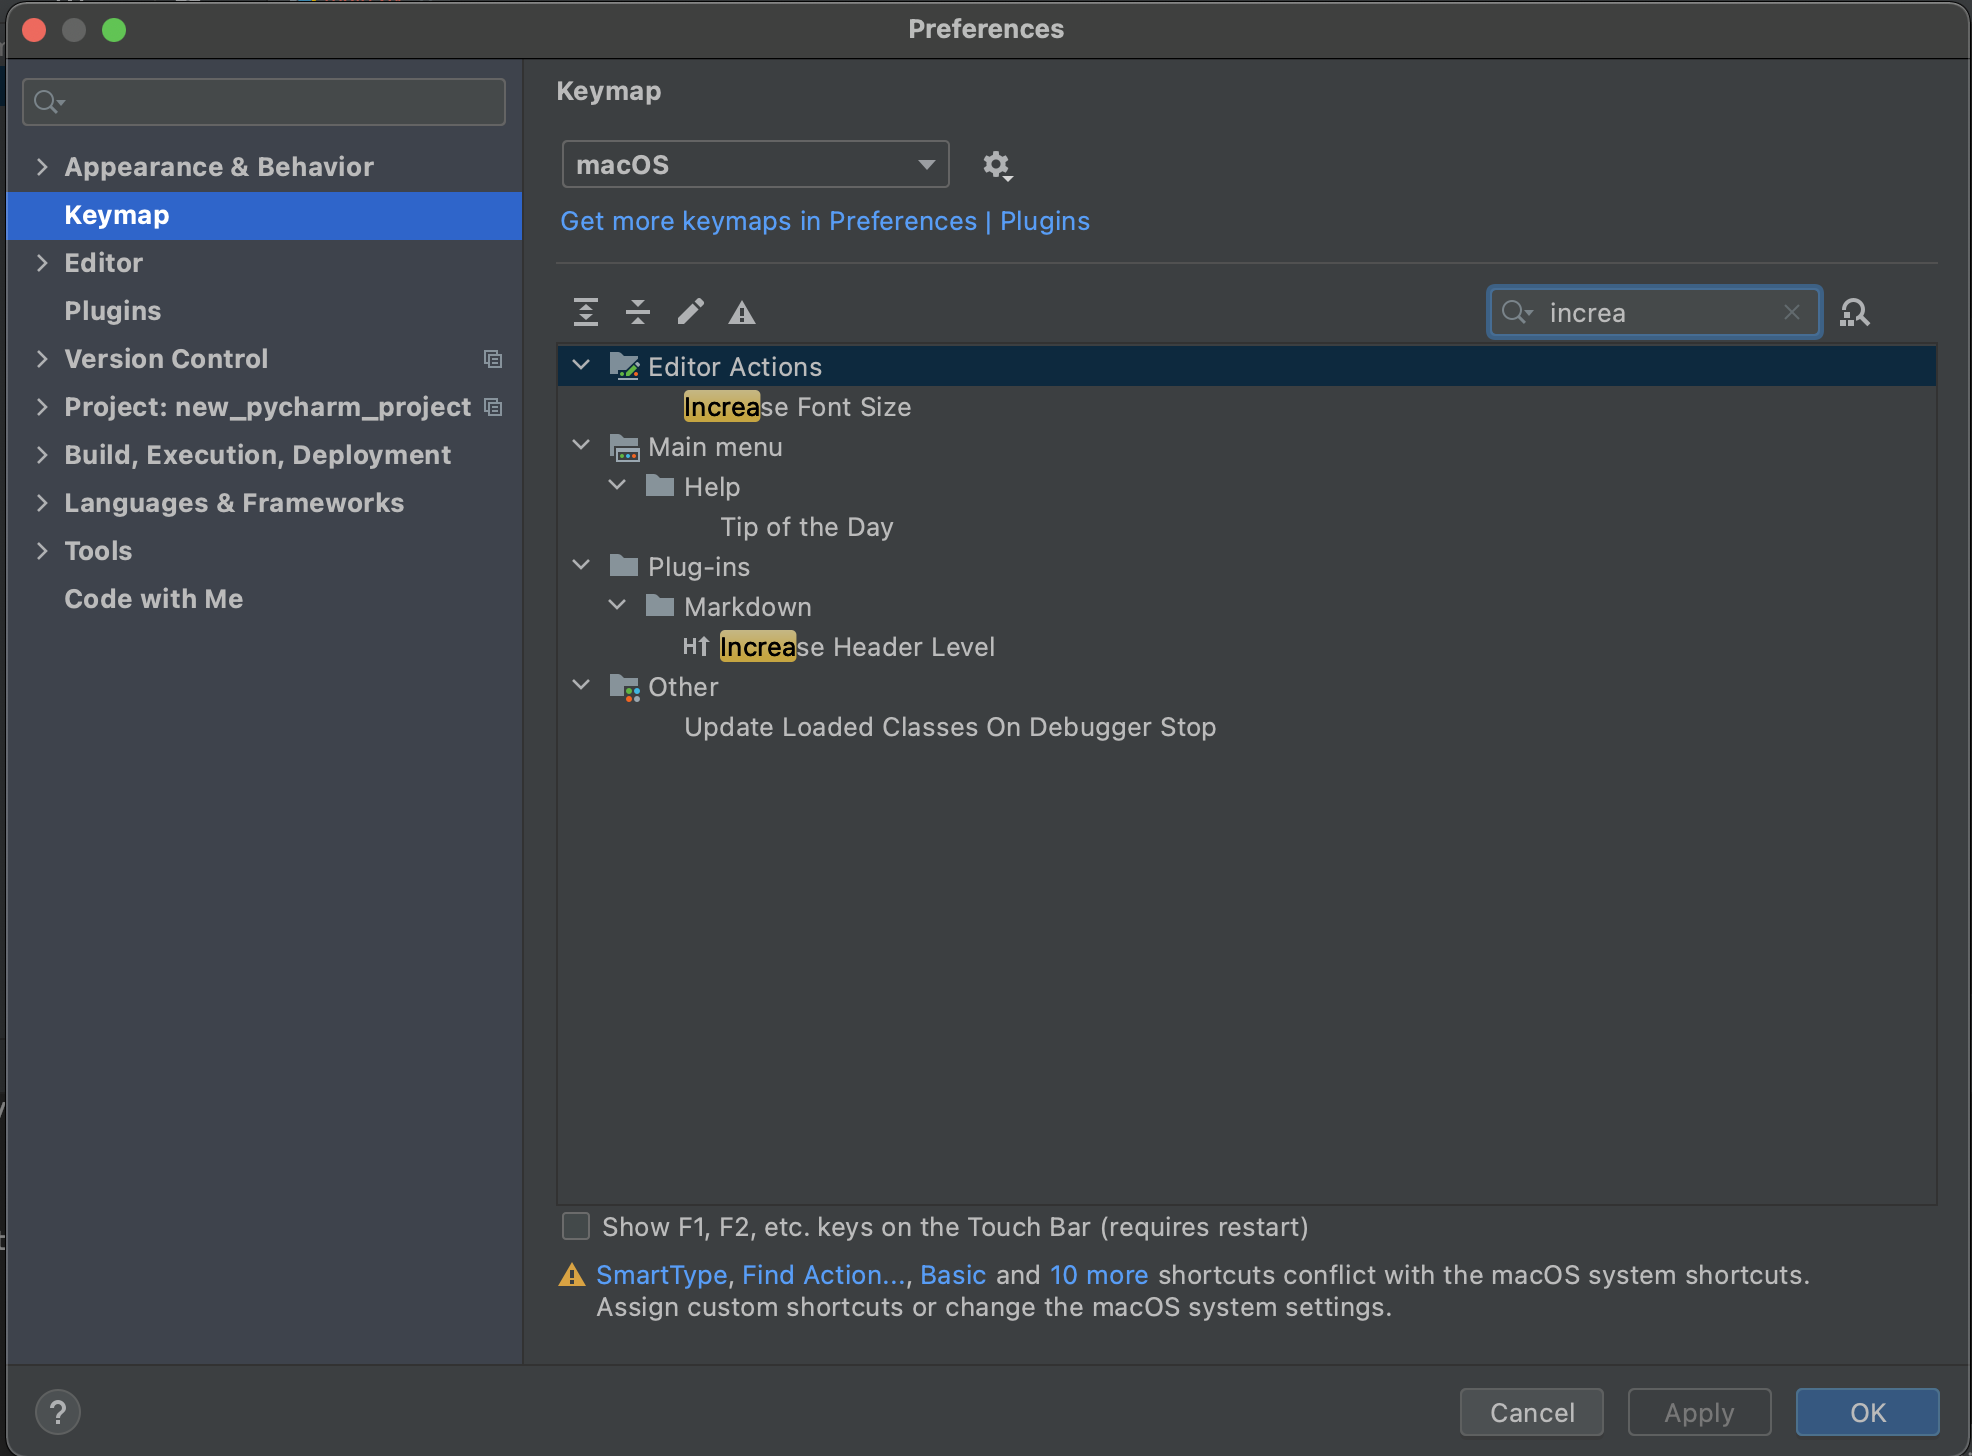 Preferences
Appearance & Behavior
Keymap
Editor
Plugins
Version Control
Project: new_pycharm_project
Build, Execution, Deployment
Languages & Frameworks
Tools
Code with Me
Keymap
macOS
Get more keymaps in Preferences | Plugins
increa
Editor Actions
Increase Font Size
Main menu
Help
Tip of the Day
Plug-ins
Markdown
H↑ Increase Header Level
Other
Update Loaded Classes On Debugger Stop
Show F1, F2, etc. keys on the Touch Bar (requires restart)
SmartType, Find Action..., Basic and 10 more shortcuts conflict with the macOS system shortcuts.
Assign custom shortcuts or change the macOS system settings.
?
Cancel
Apply
OK